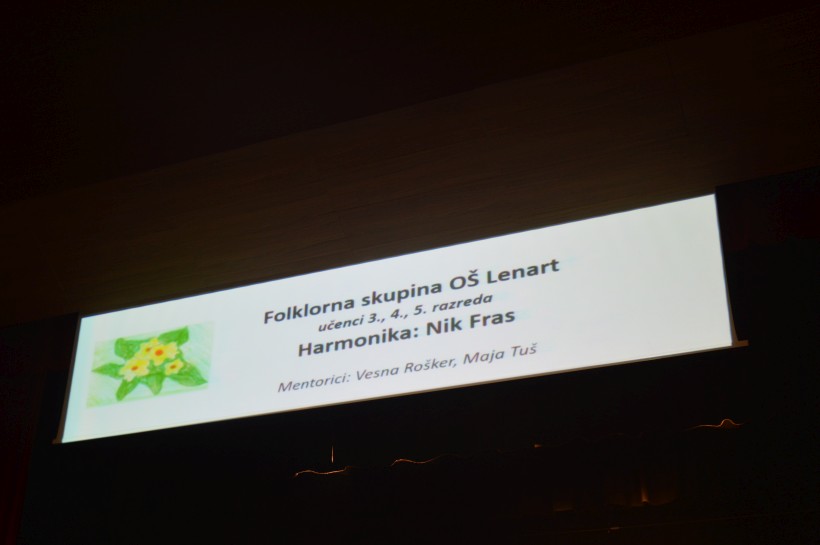 Folklorna skupina OŠ Lenart
učenci 3., 4., 5. razreda
Harmonika: Nik Fras
Mentorici: Vesna Rošker, Maja Tuš